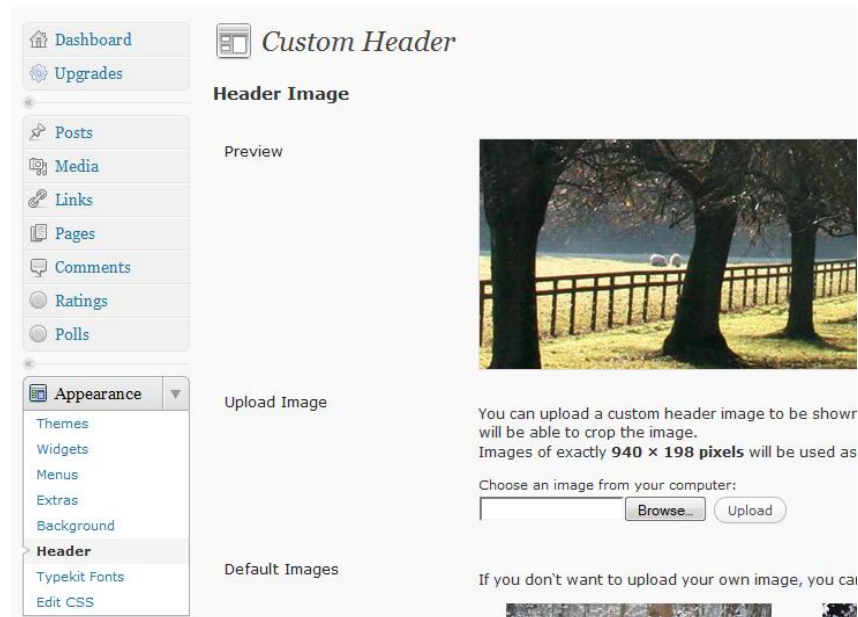 Dashboard
Upgrades
Posts
Media
Links
Pages
Comments
Ratings
Polls
Appearance
Themes
Widgets
Menus
Extras
Background
Header
Typekit Fonts
Edit CSS
Custom Header
Header Image
Preview
Upload Image
You can upload a custom header image to be shown
will be able to crop the image.
Images of exactly 940 × 198 pixels will be used as
Choose an image from your computer:
Browse... Upload
Default Images
If you don't want to upload your own image, you can